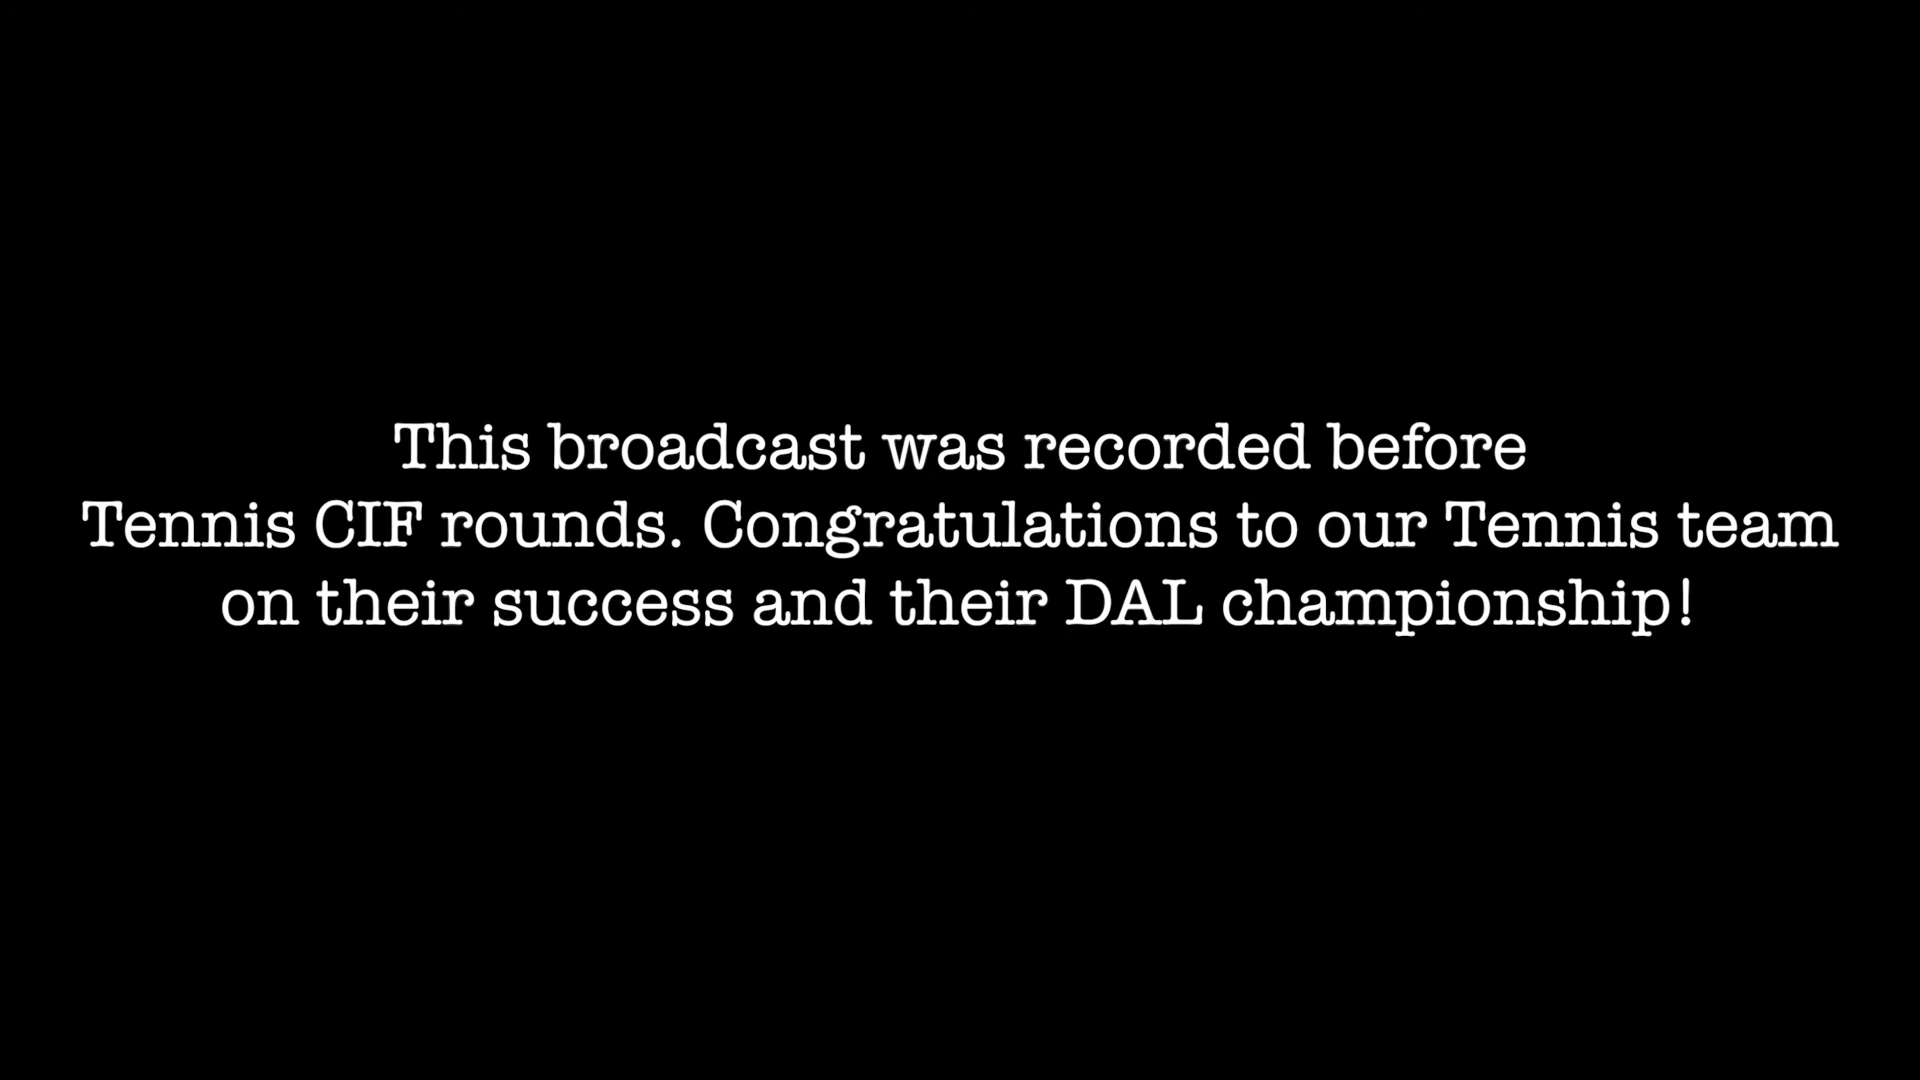 This broadcast was recorded before
Tennis CIF rounds. Congratulations to our Tennis team
on their success and their DAL championship!